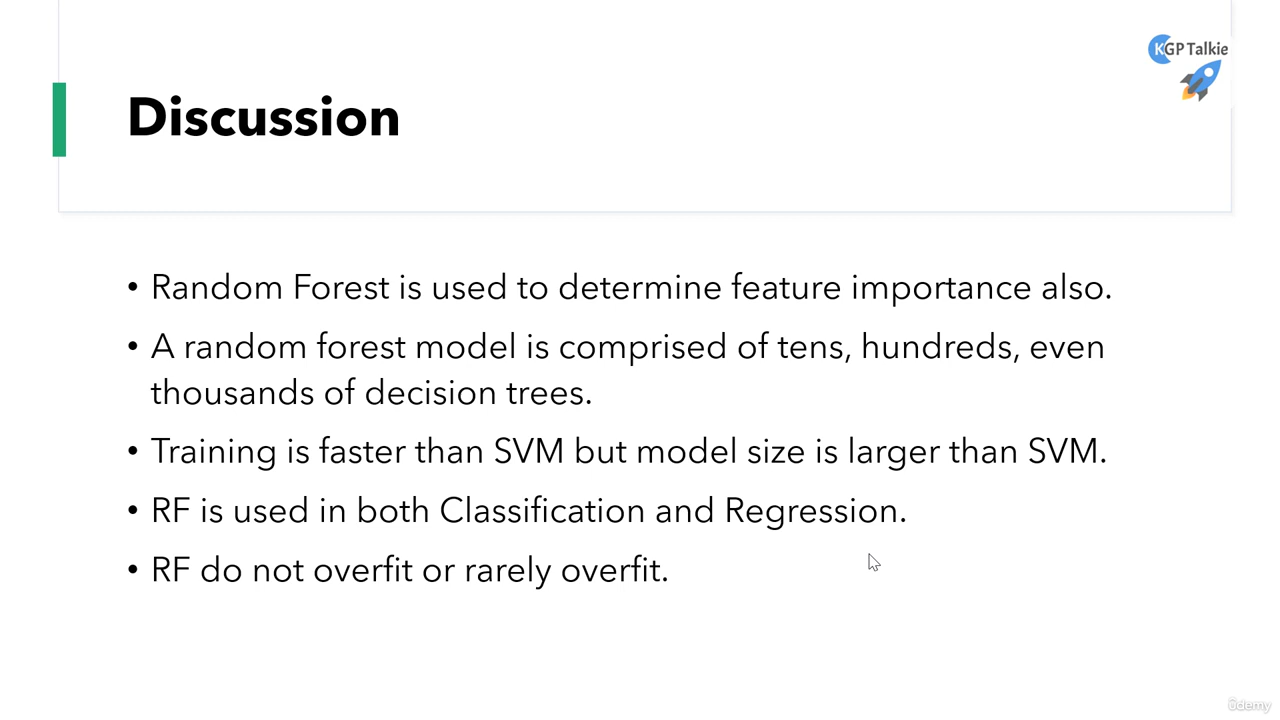 KGP Talkie
Discussion
• Random Forest is used to determine feature importance also.
• A random forest model is comprised of tens, hundreds, even
thousands of decision trees.
• Training is faster than SVM but model size is larger than SVM.
• RF is used in both Classification and Regression.
• RF do not overfit or rarely overfit.
ûdemy